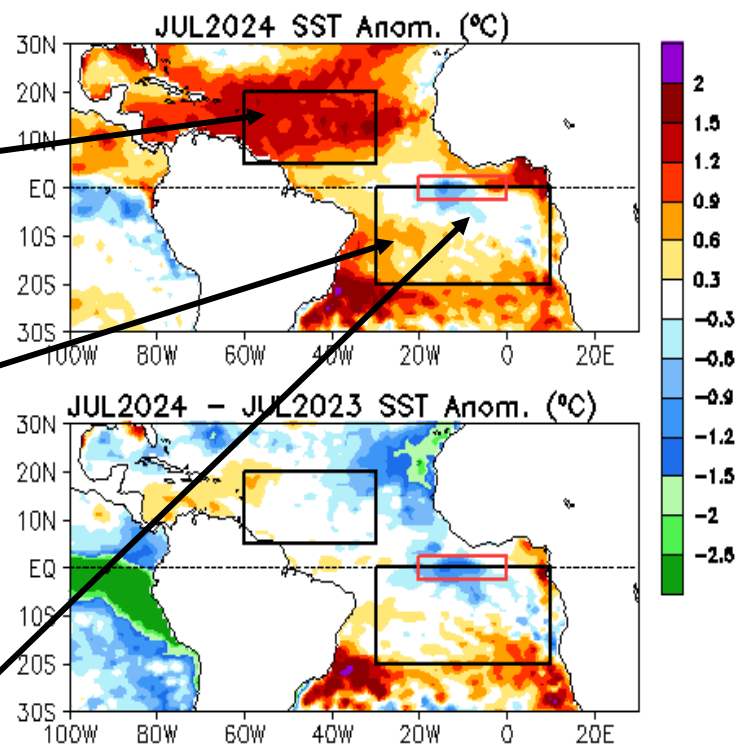 JUL2024 SST Anom. (ºC)
30N
20N
10N
EQ
10S
20S
30S
100W 80W 60W 40W 20W 0 20E
2
1.5
1.2
0.9
0.6
0.3
-0.3
-0.6
-0.9
-1.2
-1.5
-2
-2.5
JUL2024 - JUL2023 SST Anom. (ºC)
30N
20N
10N
EQ
10S
20S
30S
100W 80W 60W 40W 20W 0 20E